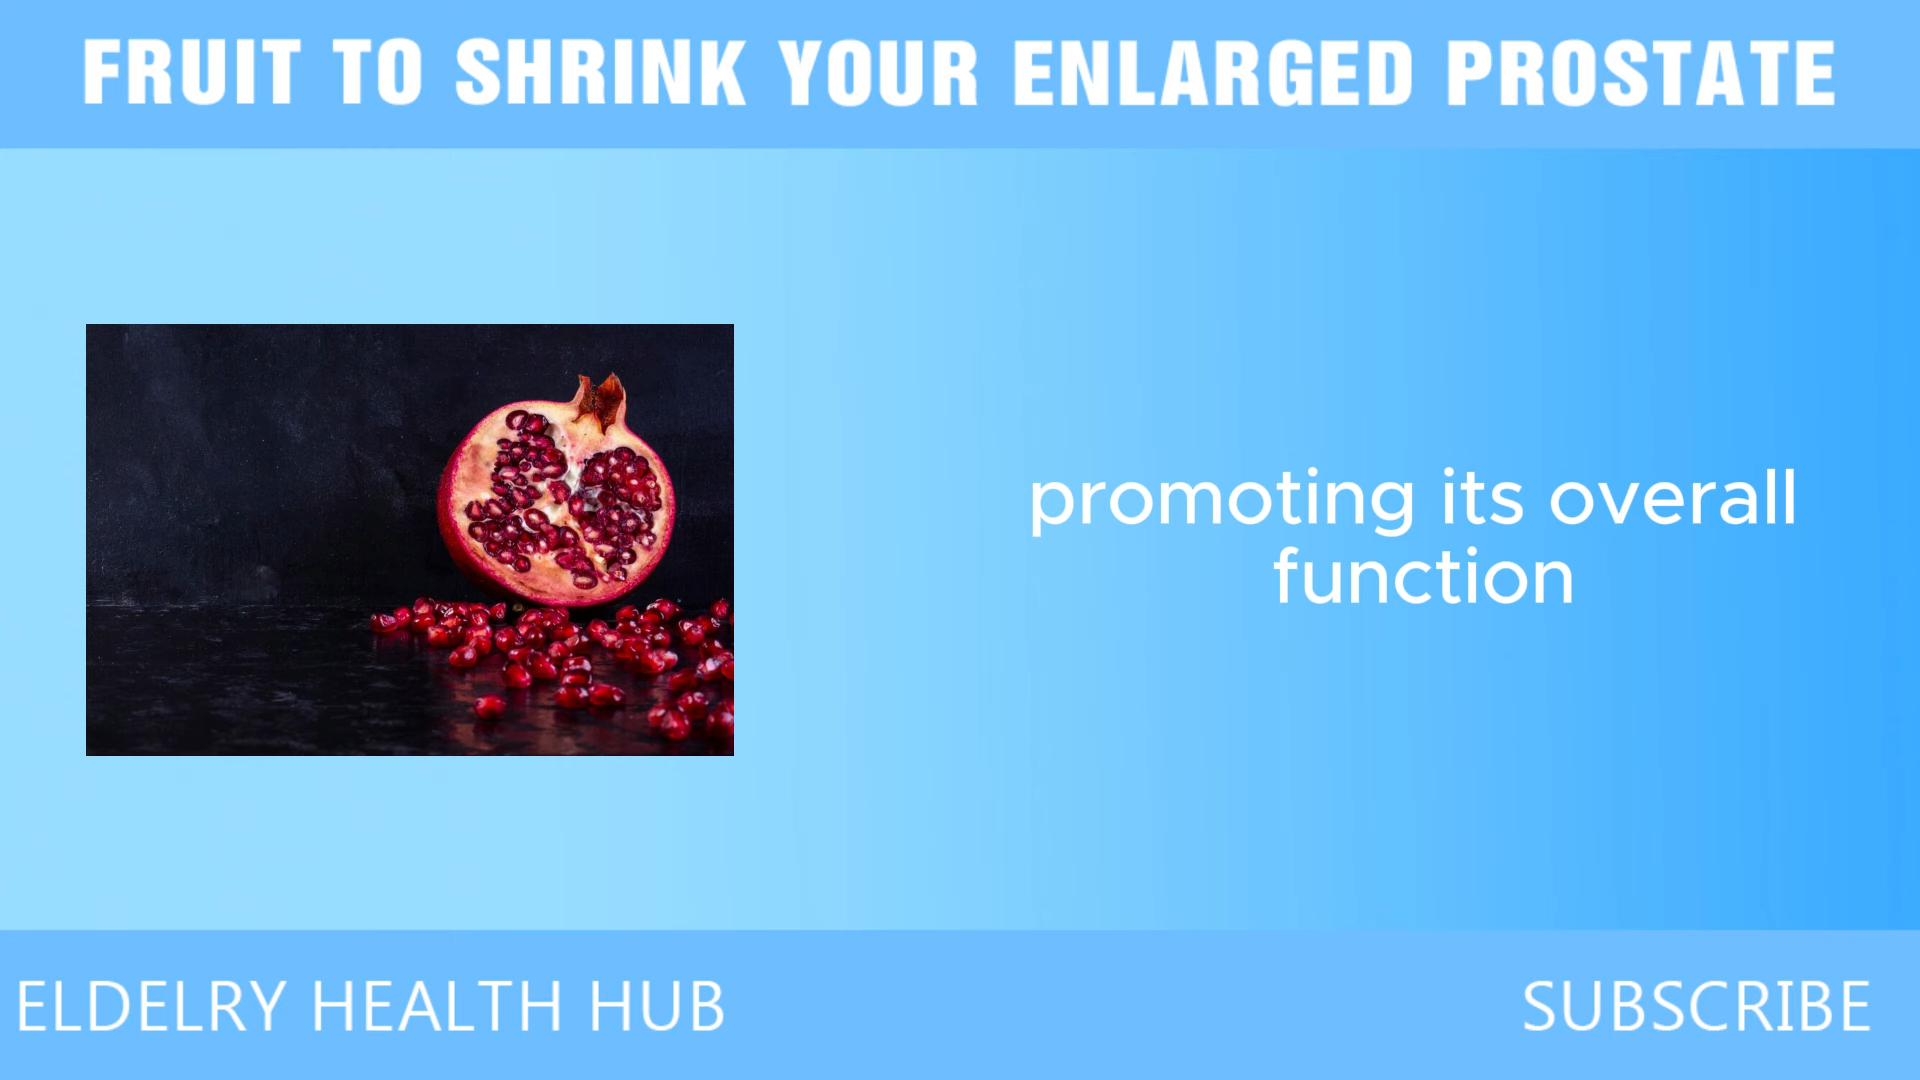 FRUIT TO SHRINK YOUR ENLARGED PROSTATE
promoting its overall
function
ELDELRY HEALTH HUB
SUBSCRIBE